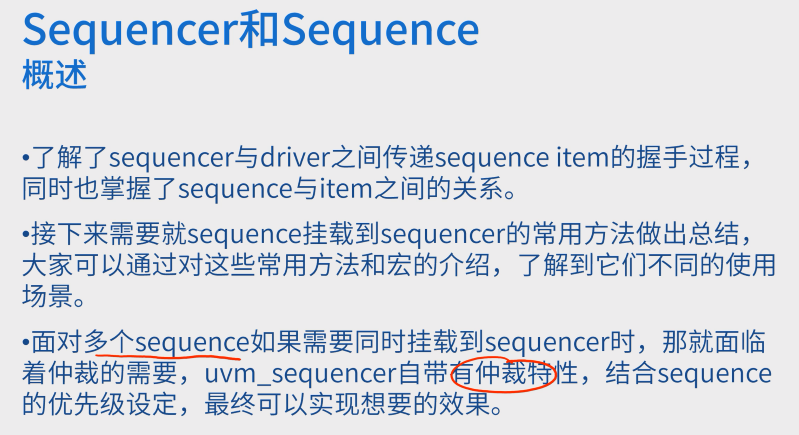 Sequencer和Sequence
概述
•了解了sequencer与driver之间传递sequence item的握手过程，
同时也掌握了sequence与item之间的关系。
•接下来需要就sequence挂载到sequencer的常用方法做出总结，
大家可以通过对这些常用方法和宏的介绍，了解到它们不同的使用
场景。
•面对多个sequence如果需要同时挂载到sequencer时，那就面临
着仲裁的需要，uvm_sequencer自带有仲裁特性，结合sequence
的优先级设定，最终可以实现想要的效果。